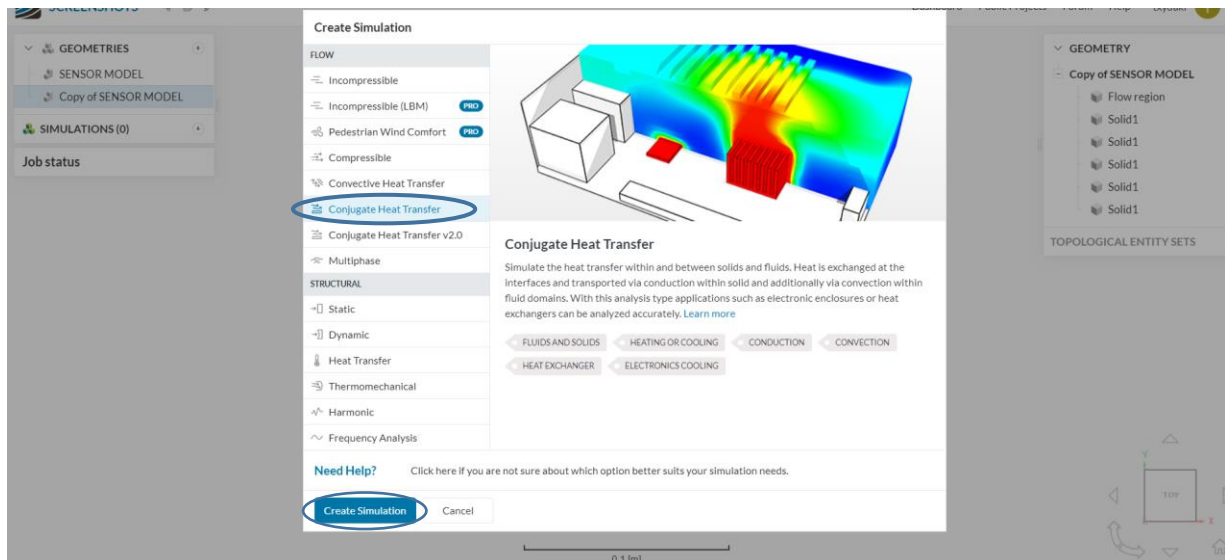 SCREENSHOTS
Dashboard Public Projects Forum Help
GEOMETRIES
SENSOR MODEL
Copy of SENSOR MODEL
SIMULATIONS (0)
Job status
Create Simulation
FLOW
Incompressible
Incompressible (LBM) PRO
Pedestrian Wind Comfort PRO
Compressible
Convective Heat Transfer
Conjugate Heat Transfer
Conjugate Heat Transfer v2.0
Multiphase
STRUCTURAL
Static
Dynamic
Heat Transfer
Thermomechanical
Harmonic
Frequency Analysis
Conjugate Heat Transfer
Simulate the heat transfer within and between solids and fluids. Heat is exchanged at the
interfaces and transported via conduction within solid and additionally via convection within
fluid domains. With this analysis type applications such as electronic enclosures or heat
exchangers can be analyzed accurately. Learn more
FLUIDS AND SOLIDS HEATING OR COOLING CONDUCTION CONVECTION
HEAT EXCHANGER ELECTRONICS COOLING
Need Help? Click here if you are not sure about which option better suits your simulation needs.
Create Simulation Cancel
GEOMETRY
Copy of SENSOR MODEL
Flow region
Solid1
Solid1
Solid1
Solid1
Solid1
TOPOLOGICAL ENTITY SETS
Y
TOP
X
0.1 [m]